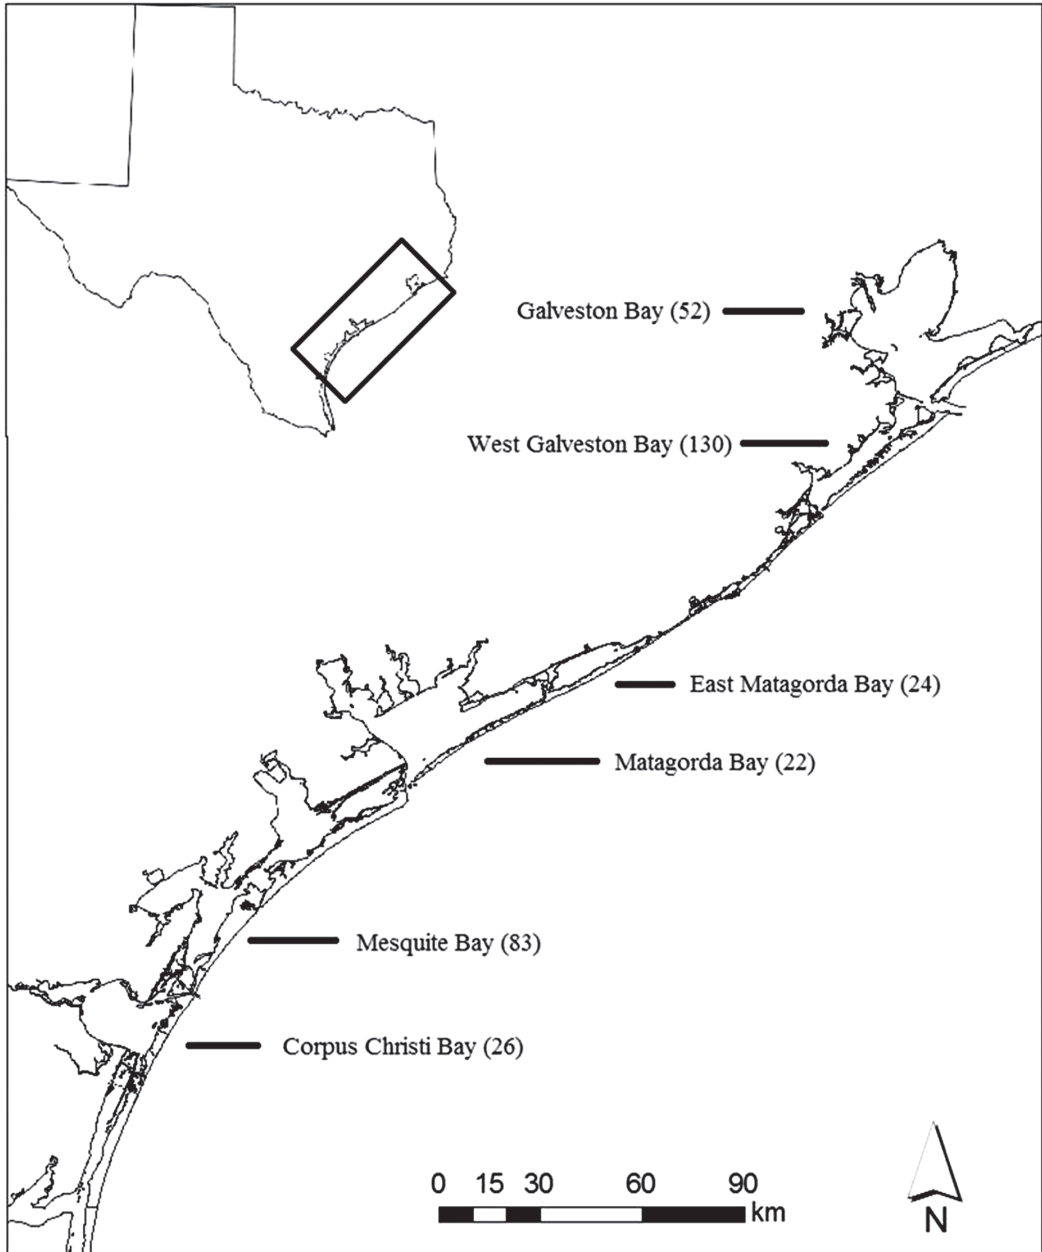 Galveston Bay (52)
West Galveston Bay (130)
East Matagorda Bay (24)
Matagorda Bay (22)
Mesquite Bay (83)
Corpus Christi Bay (26)
0 15 30 60 90
km
N